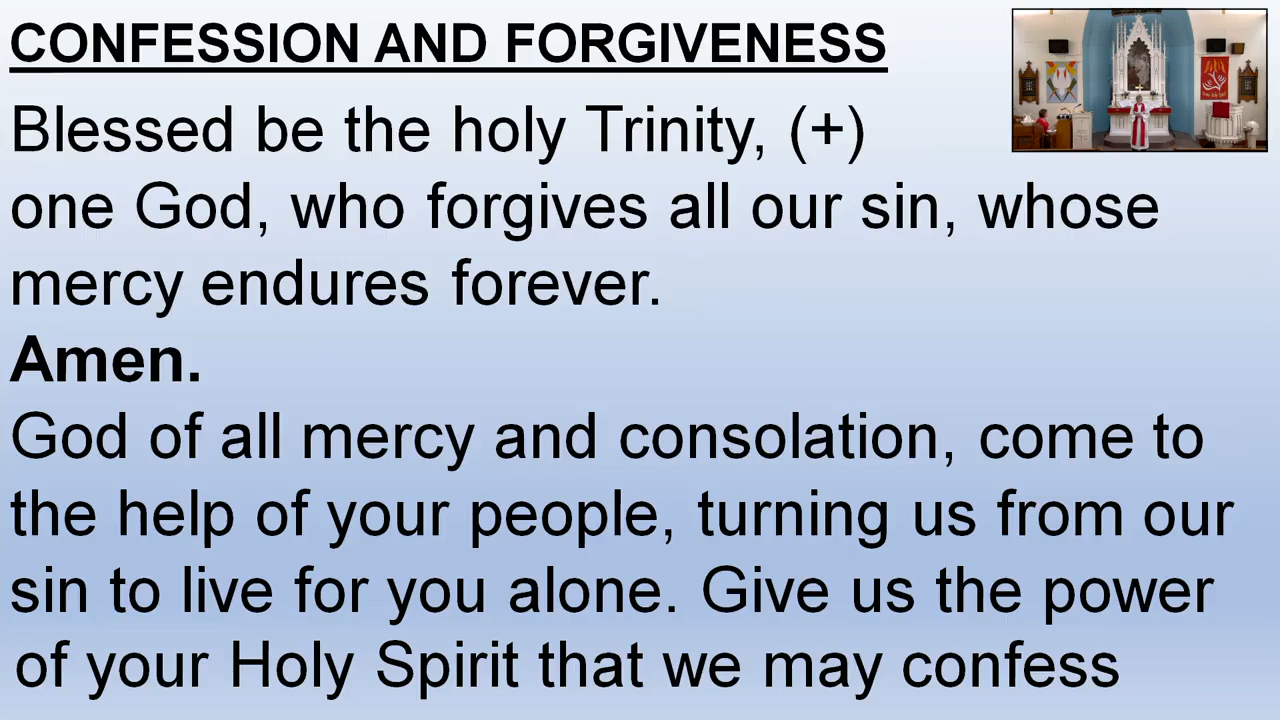 CONFESSION AND FORGIVENESS
Blessed be the holy Trinity, (+)
one God, who forgives all our sin, whose
mercy endures forever.
Amen.
God of all mercy and consolation, come to
the help of your people, turning us from our
sin to live for you alone. Give us the power
of your Holy Spirit that we may confess